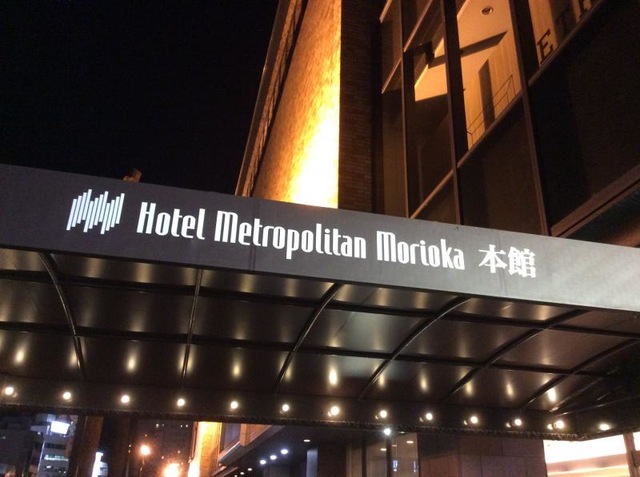 Hotel Metropolitan Morioka 本館